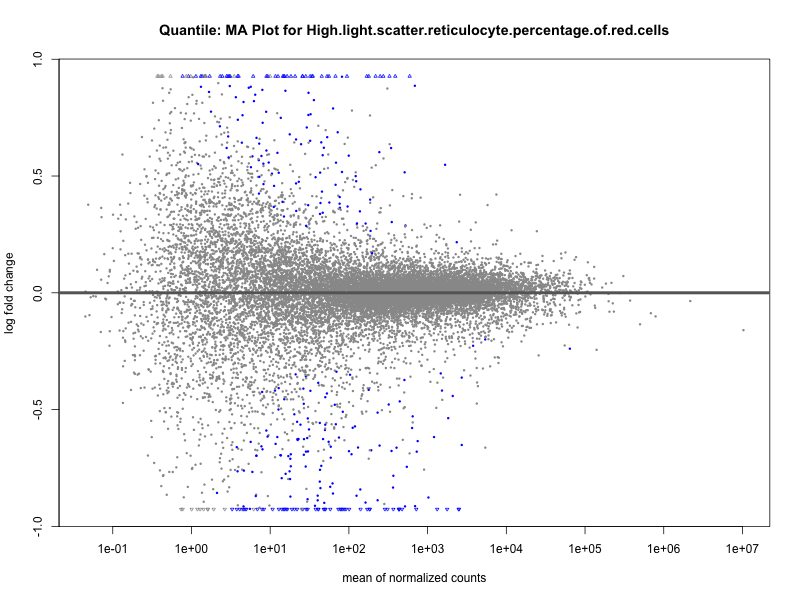 Quantile: MA Plot for High.light.scatter.reticulocyte.percentage.of.red.cells
log fold change
1.0
0.5
0.0
-0.5
-1.0
1e-01 1e+00 1e+01 1e+02 1e+03 1e+04 1e+05 1e+06 1e+07
mean of normalized counts